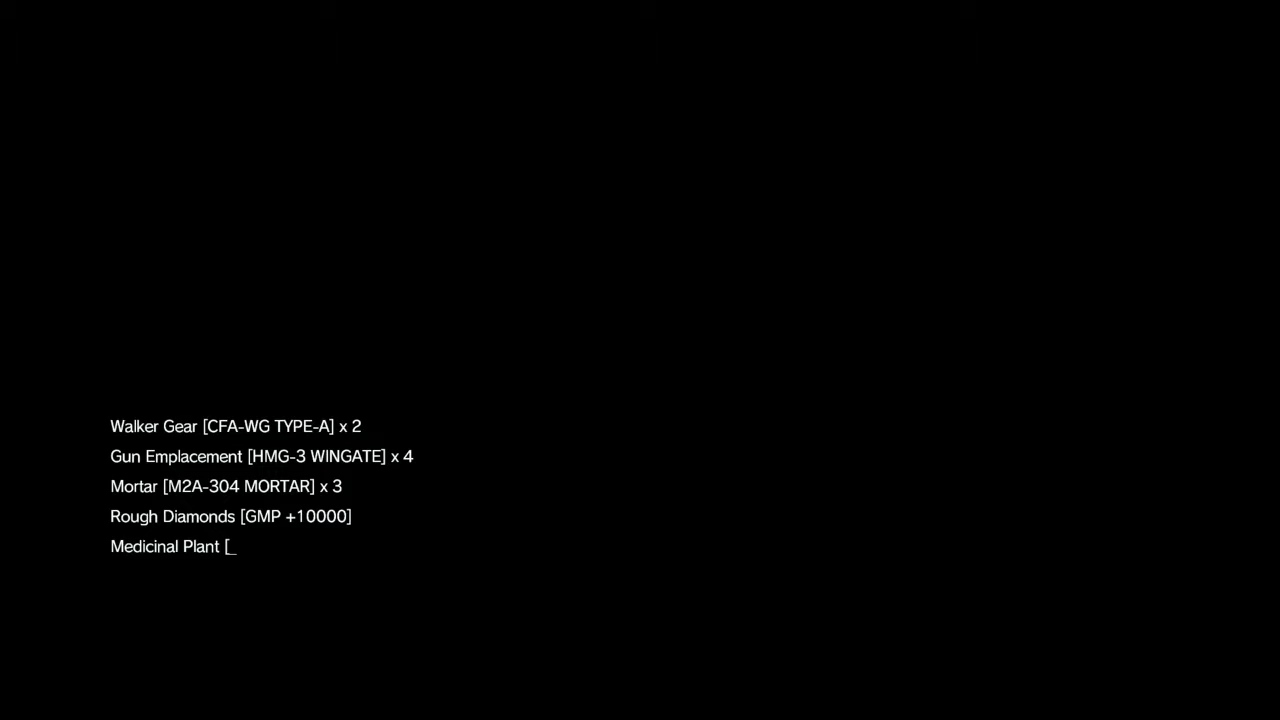 Walker Gear [CFA-WG TYPE-A] x 2
Gun Emplacement [HMG-3 WINGATE] x 4
Mortar [M2A-304 MORTAR] x 3
Rough Diamonds [GMP +10000]
Medicinal Plant [_